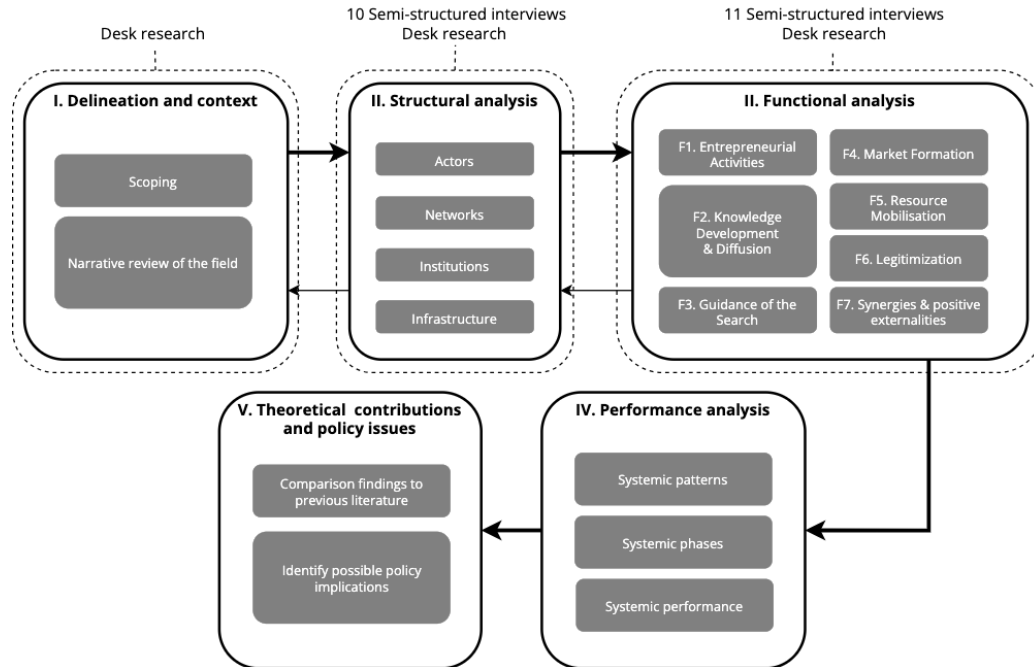 Desk research
10 Semi-structured interviews
Desk research
11 Semi-structured interviews
Desk research
I. Delineation and context
Scoping
Narrative review of the field
II. Structural analysis
Actors
Networks
Institutions
Infrastructure
II. Functional analysis
F1. Entrepreneurial
Activities
F2. Knowledge
Development
& Diffusion
F3. Guidance of the
Search
F4. Market Formation
F5. Resource
Mobilisation
F6. Legitimization
F7. Synergies & positive
externalities
V. Theoretical contributions
and policy issues
Comparison findings to
previous literature
Identify possible policy
implications
IV. Performance analysis
Systemic patterns
Systemic phases
Systemic performance